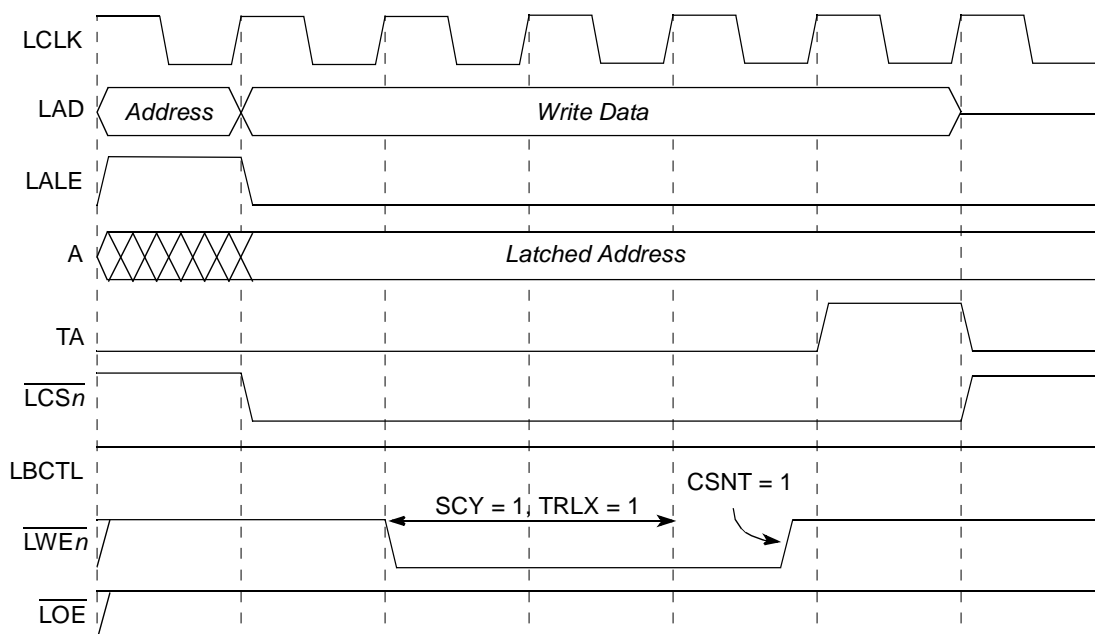 LCLK
LAD Address Write Data
LALE
A Latched Address
TA
LCSn
LBCTL
CSNT = 1
SCY = 1, TRLX = 1
LWEn
LOE